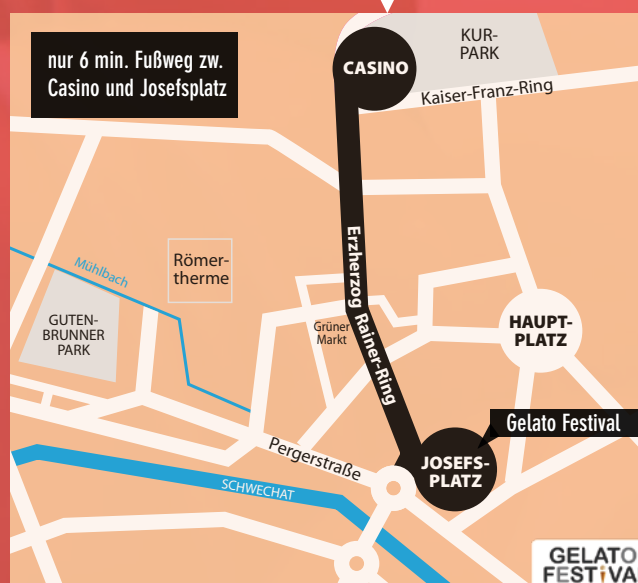 nur 6 min. Fußweg zw.
Casino und Josefsplatz
CASINO
KUR-
PARK
Kaiser-Franz-Ring
Erzherzog Rainer-Ring
Mühlbach
Römer-
therme
GUTEN-
BRUNNER
PARK
Grüner
Markt
HAUPT-
PLATZ
Gelato Festival
JOSEFS-
PLATZ
Pergerstraße
SCHWECHAT
GELATO
FESTiVA